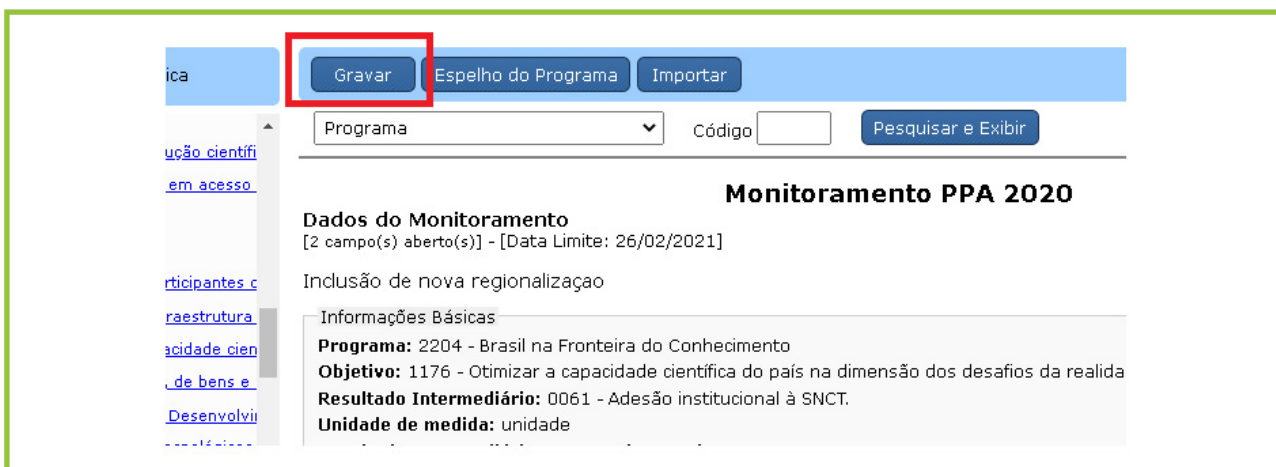 ica
Gravar Espelho do Programa Importar
Programa Código Pesquisar e Exibir
ução científi
em acesso
Monitoramento PPA 2020
Dados do Monitoramento
[2 campo(s) aberto(s)] - [Data Limite: 26/02/2021]
rticipantes
Inclusão de nova regionalizaçao
raestrutura
Informações Básicas
acidade cien
Programa: 2204 - Brasil na Fronteira do Conhecimento
Objetivo: 1176 - Otimizar a capacidade científica do país na dimensão dos desafios da realida
, de bens e
Resultado Intermediário: 0061 - Adesão institucional à SNCT.
Desenvolvi
Unidade de medida: unidade